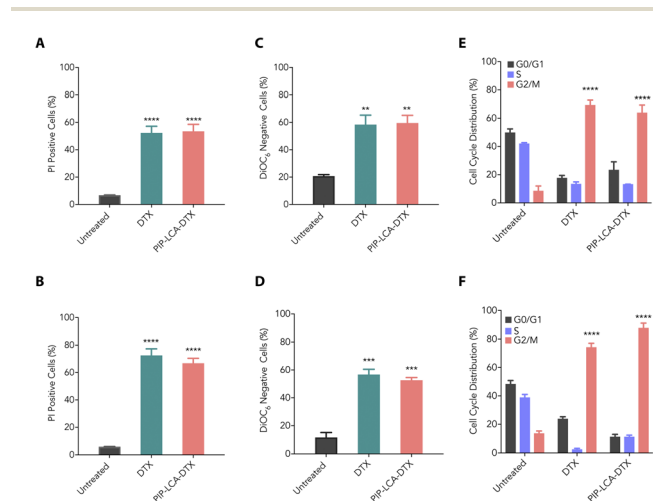 A
PI Positive Cells (%)
100
80
60
40
20
0
****
****
Untreated
DTX
PIP-LCA-DTX
C
DiOC6 Negative Cells (%)
100
80
60
40
20
0
**
**
Untreated
DTX
PIP-LCA-DTX
E
Cell Cycle Distribution (%)
100
80
60
40
20
0
G0/G1
S
G2/M
****
****
Untreated
DTX
PIP-LCA-DTX
B
PI Positive Cells (%)
100
80
60
40
20
0
****
****
Untreated
DTX
PIP-LCA-DTX
D
DiOC6 Negative Cells (%)
100
80
60
40
20
0
***
***
Untreated
DTX
PIP-LCA-DTX
F
Cell Cycle Distribution (%)
100
80
60
40
20
0
G0/G1
S
G2/M
****
****
Untreated
DTX
PIP-LCA-DTX